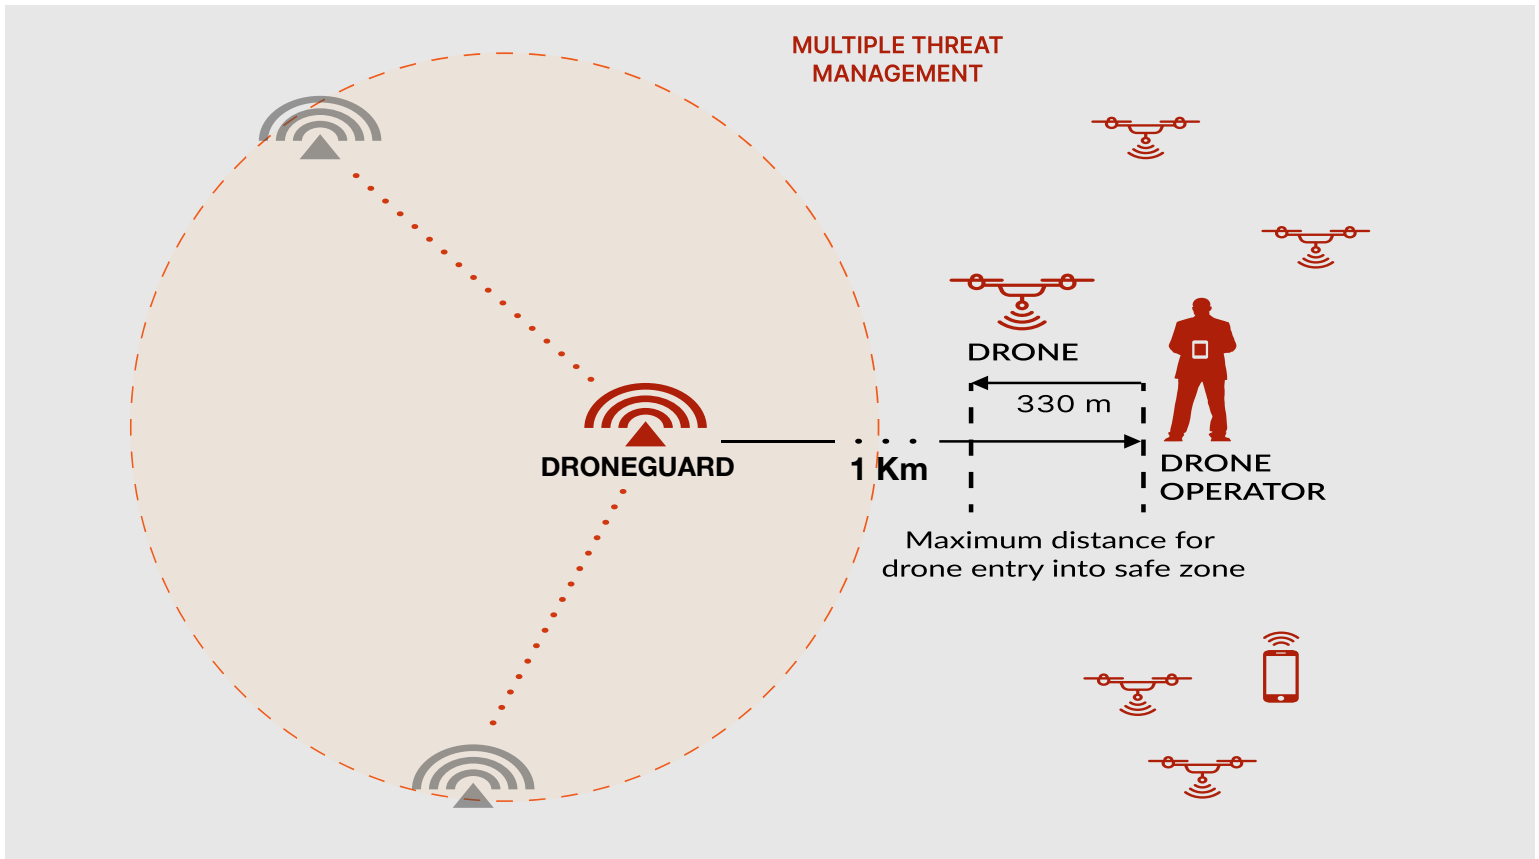 MULTIPLE THREAT
MANAGEMENT
DRONE
330 m
DRONEGUARD
1 Km
DRONE
OPERATOR
Maximum distance for
drone entry into safe zone